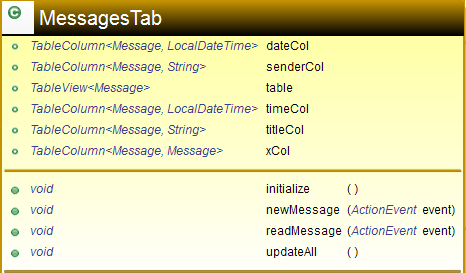 C MessagesTab
TableColumn<Message, LocalDateTime> dateCol
TableColumn<Message, String> senderCol
TableView<Message> table
TableColumn<Message, LocalDateTime> timeCol
TableColumn<Message, String> titleCol
TableColumn<Message, Message> xCol
void initialize ( )
void newMessage (ActionEvent event)
void readMessage (ActionEvent event)
void updateAll ( )